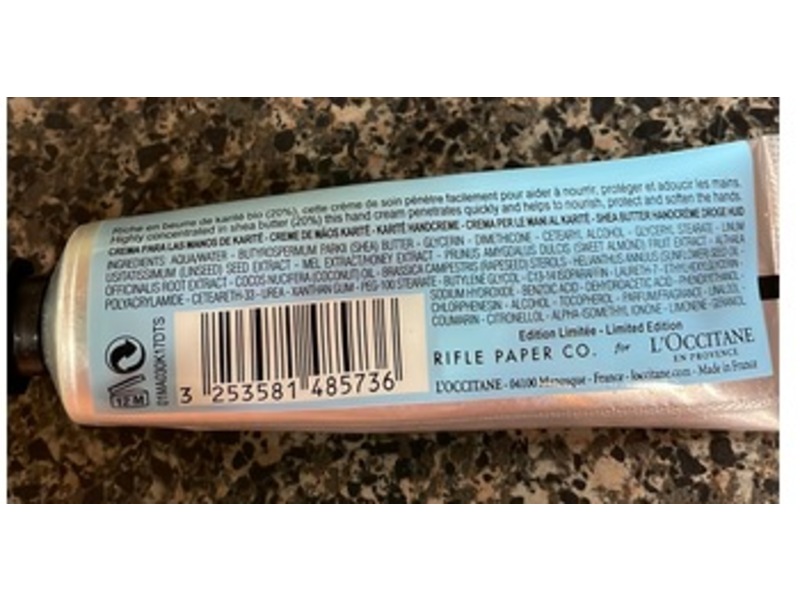 Riche en beurre de karité bio (20%), cette crème de soin pénètre facilement pour aider à nourrir, protéger et adoucir les mains.
Highly concentrated in shea butter (20%) this hand cream penetrates quickly and helps to nourish, protect and soften the hands.
CREMA PARA LAS MANOS DE KARITÉ - CREME DE MÃOS KARITÉ - KARITÉ HANDCREME - CREMA PER LE MANI AL KARITÉ - SHEA BUTTER HANDCRÈME DROGE HUID
INGREDIENTS: AQUA/WATER - BUTYROSPERMUM PARKII (SHEA) BUTTER - GLYCERIN - DIMETHICONE - CETEARYL ALCOHOL - GLYCERYL STEARATE - LINUM
USITATISSIMUM (LINSEED) SEED EXTRACT - MEL EXTRACT/HONEY EXTRACT - PRUNUS AMYGDALUS DULCIS (SWEET ALMOND) FRUIT EXTRACT - ALTHAEA
OFFICINALIS ROOT EXTRACT - COCOS NUCIFERA (COCONUT) OIL - BRASSICA CAMPESTRIS (RAPESEED) STEROLS - HELIANTHUS ANNUUS (SUNFLOWER) SEED OIL
POLYACRYLAMIDE - CETEARETH-33 - UREA - XANTHAN GUM - PEG-100 STEARATE - BUTYLENE GLYCOL - C13-14 ISOPARAFFIN - LAURETH-7 - ETHYLHEXYLGLYCERIN -
SODIUM HYDROXIDE - BENZOIC ACID - DEHYDROACETIC ACID - PHENOXYETHANOL -
CHLORPHENESIN - ALCOHOL - TOCOPHEROL - PARFUM/FRAGRANCE - LINALOOL
COUMARIN - CITRONELLOL - ALPHA-ISOMETHYL IONONE - LIMONENE - GERANIOL
Edition Limitée - Limited Edition
RIFLE PAPER CO. for L'OCCITANE
EN PROVENCE
L'OCCITANE - 04100 Manosque - France - loccitane.com - Made in France
12 M
01MA030K17DTS
3 253581 485736